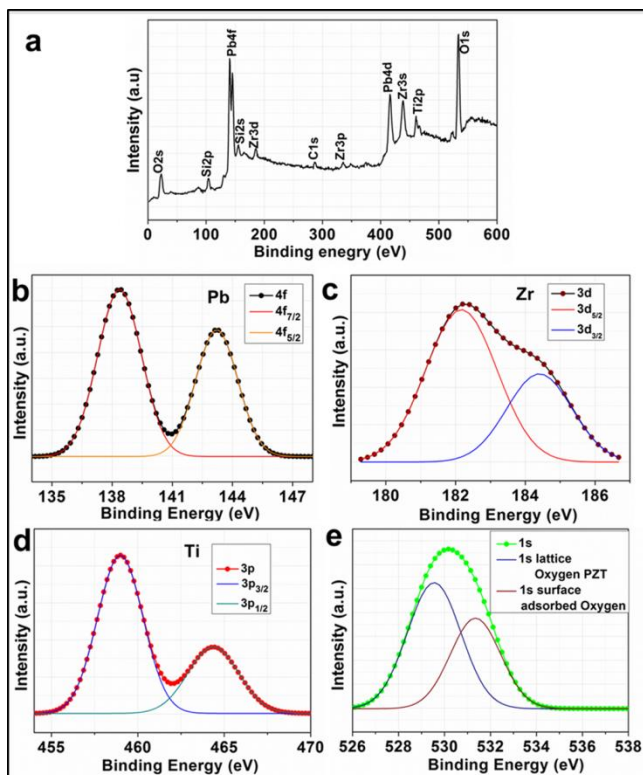 a
Intensity (a.u)
O2s
Si2p
Pb4f
Si2s
Zr3d
C1s
Zr3p
Pb4d
Zr3s
Ti2p
O1s
0 100 200 300 400 500 600
Binding enegry (eV)
b
Pb
4f
4f7/2
4f5/2
Intensity (a.u.)
135 138 141 144 147
Binding Energy (eV)
c
Zr
3d
3d5/2
3d3/2
Intensity (a.u.)
180 182 184 186
Binding Energy (eV)
d
Ti
3p
3p3/2
3p1/2
Intensity (a.u.)
455 460 465 470
Binding Energy (eV)
e
1s
1s lattice
Oxygen PZT
1s surface
adsorbed Oxygen
Intensity (a.u.)
526 528 530 532 534 536 538
Binding Energy (eV)